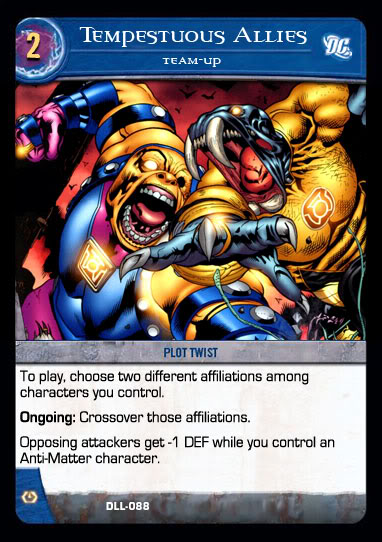 2
Tempestuous Allies
DC
TEAM-UP
PLOT TWIST
To play, choose two different affiliations among
characters you control.
Ongoing: Crossover those affiliations.
Opposing attackers get -1 DEF while you control an
Anti-Matter character.
DLL-088